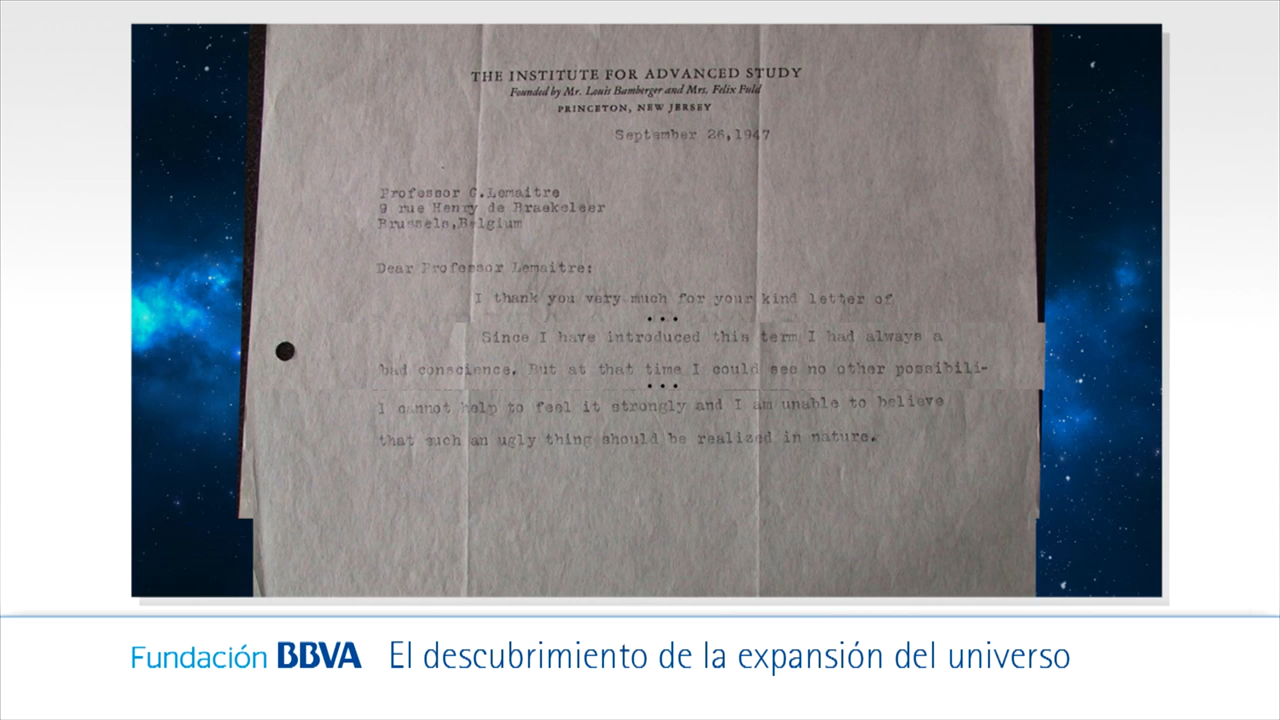 THE INSTITUTE FOR ADVANCED STUDY
Founded by Mr. Louis Bamberger and Mrs. Felix Fuld
PRINCETON, NEW JERSEY
September 26,1947
Professor G.Lemaitre
9 rue Henry de Braekeleer
Brussels,Belgium
Dear Professor Lemaitre:
I thank you very much for your kind letter of
...
Since I have introduced this term I had always a
bad conscience. But at that time I could see no other possibili-
...
I cannot help to feel it strongly and I am unable to believe
that such an ugly thing should be realized in nature.
Fundación BBVA El descubrimiento de la expansión del universo